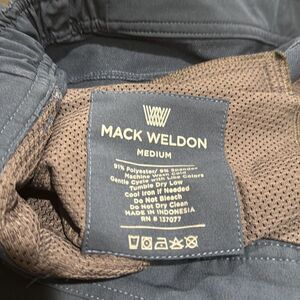 MACK WELDON
MEDIUM
91% Polyester/ 9% Spandex
Machine Wash Cold
Gentle Cycle with Like Colors
Tumble Dry Low
Cool Iron if Needed
Do Not Bleach
Do Not Dry Clean
MADE IN INDONESIA
RN # 137077